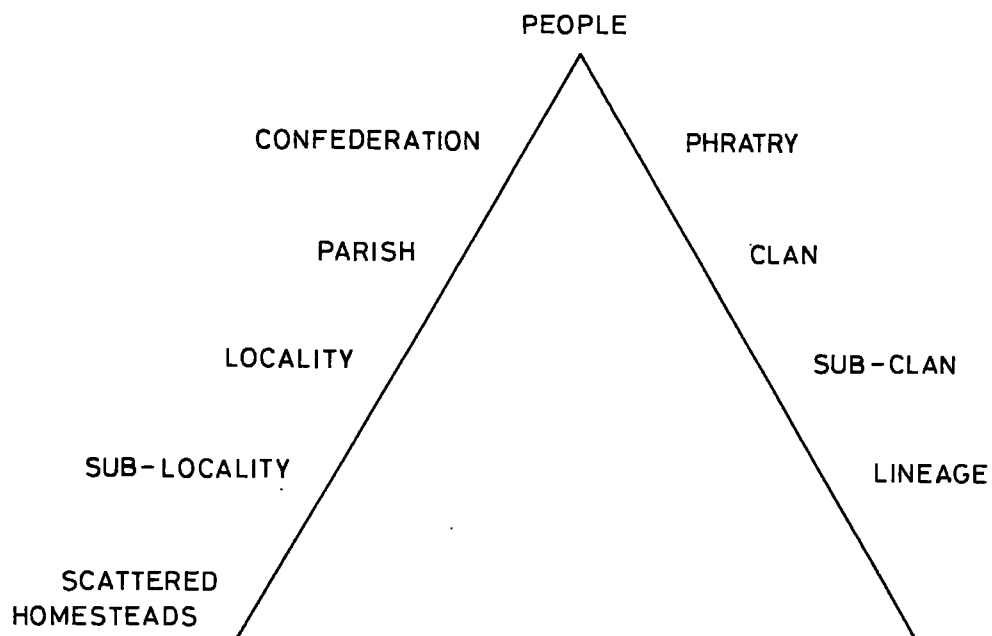 PEOPLE
CONFEDERATION
PHRATRY
PARISH
CLAN
LOCALITY
SUB-CLAN
SUB-LOCALITY
LINEAGE
SCATTERED
HOMESTEADS